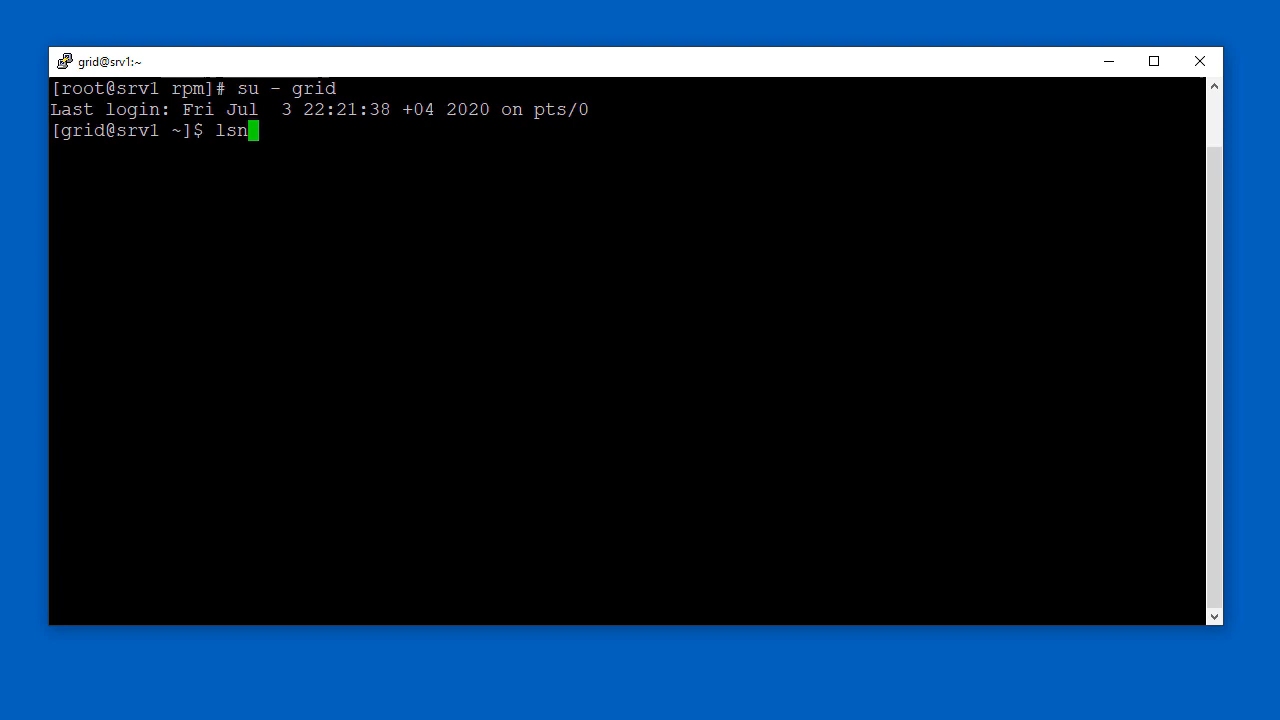 grid@srv1:~
[root@srv1 rpm]# su - grid
Last login: Fri Jul  3 22:21:38 +04 2020 on pts/0
[grid@srv1 ~]$ lsn